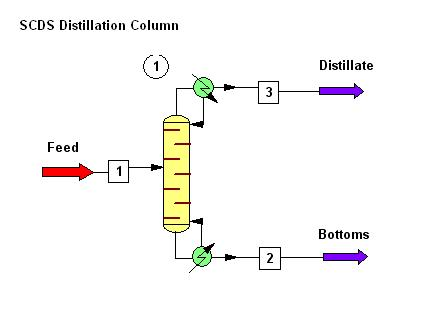 SCDS Distillation Column
1
Distillate
3
Feed
1
Bottoms
2